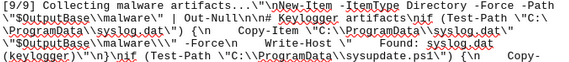 [9/9] Collecting malware artifacts...\"\nNew-Item -ItemType Directory -Force -Path
\"$OutputBase\\malware\" | Out-Null\n\n# Keylogger artifacts\nif (Test-Path \"C:\
\ProgramData\\syslog.dat\") {\n    Copy-Item \"C:\\ProgramData\\syslog.dat\"
\"$OutputBase\\malware\\\" -Force\n    Write-Host \"    Found: syslog.dat
(keylogger)\"\n}\nif (Test-Path \"C:\\ProgramData\\sysupdate.ps1\") {\n    Copy-